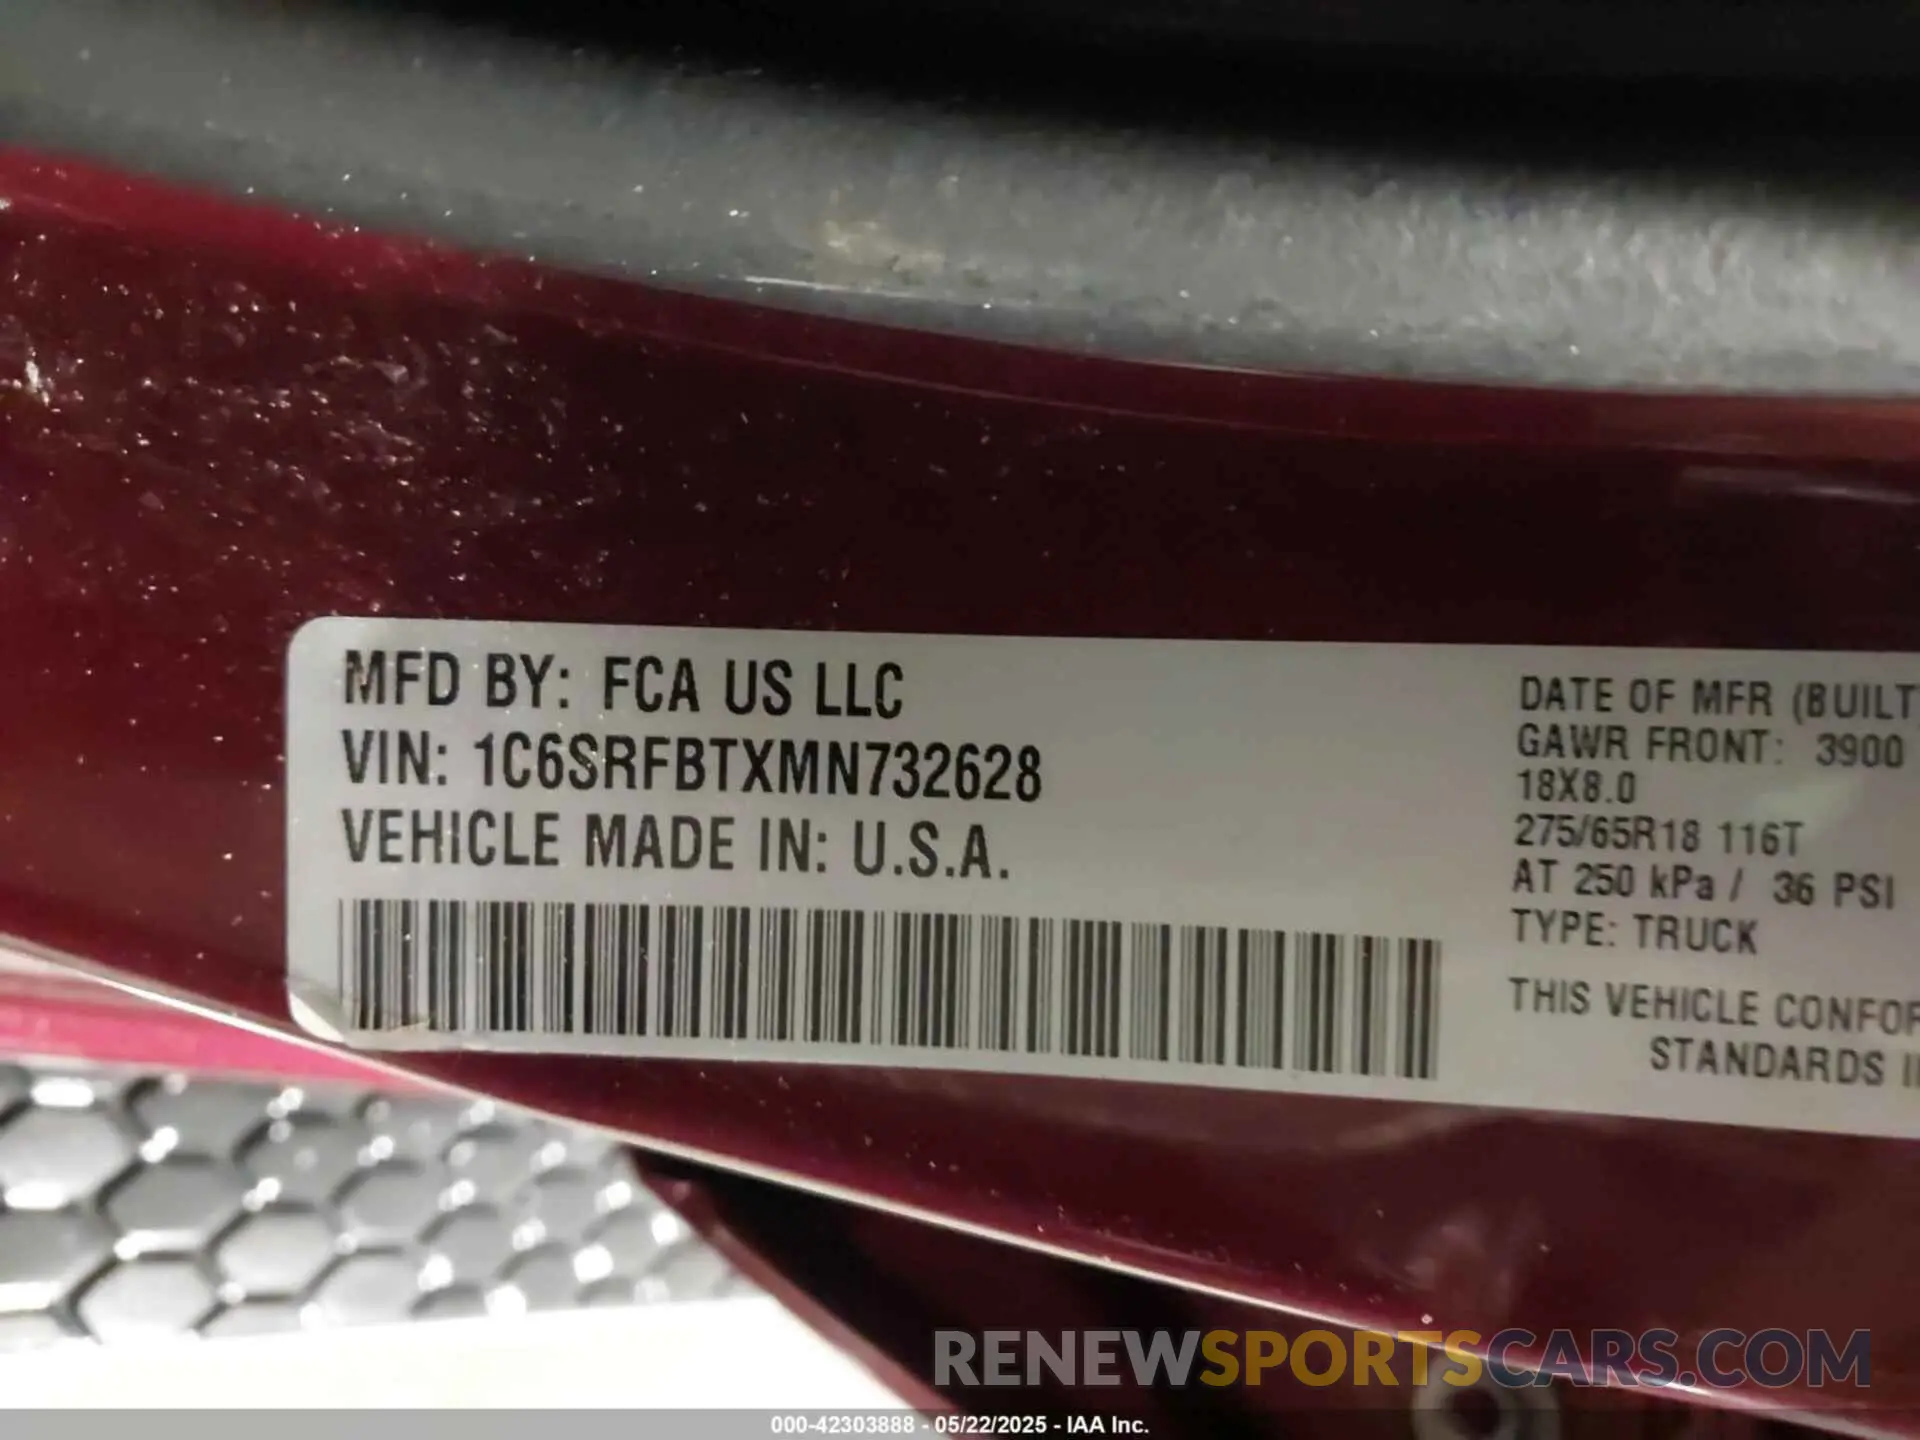 MFD BY: FCA US LLC
VIN: 1C6SRFBTXMN732628
VEHICLE MADE IN: U.S.A.
DATE OF MFR (BUILT
GAWR FRONT: 3900
18X8.0
275/65R18 116T
AT 250 kPa / 36 PSI
TYPE: TRUCK
THIS VEHICLE CONFOR
STANDARDS
RENEWSPORTSCARS.COM
000-42303888 - 05/22/2025 - IAA Inc.